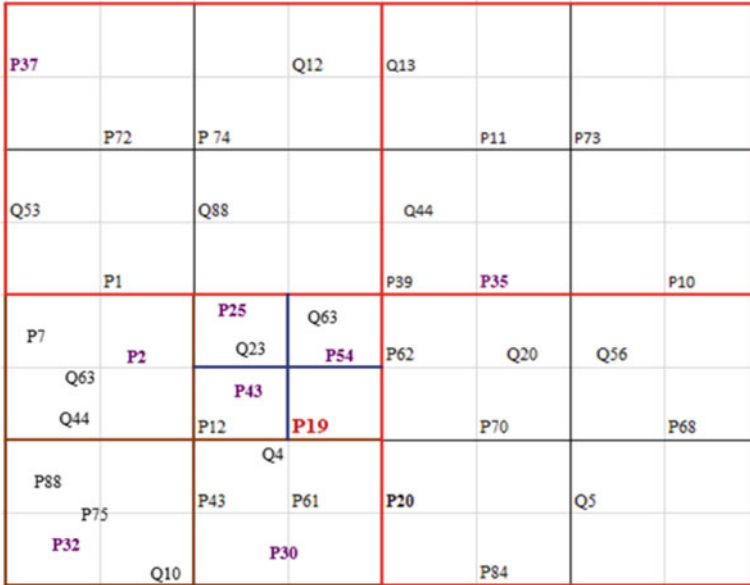 P37 Q12 Q13
P72 P 74 P11 P73
Q53 Q88 Q44
P1 P39 P35 P10
P25 Q63
P7 P2 Q23 P54 P62 Q20 Q56
Q63 P43
Q44 P12 P19 P70 P68
Q4
P88 P43 P61 P20 Q5
P75
P32 P30
Q10 P84